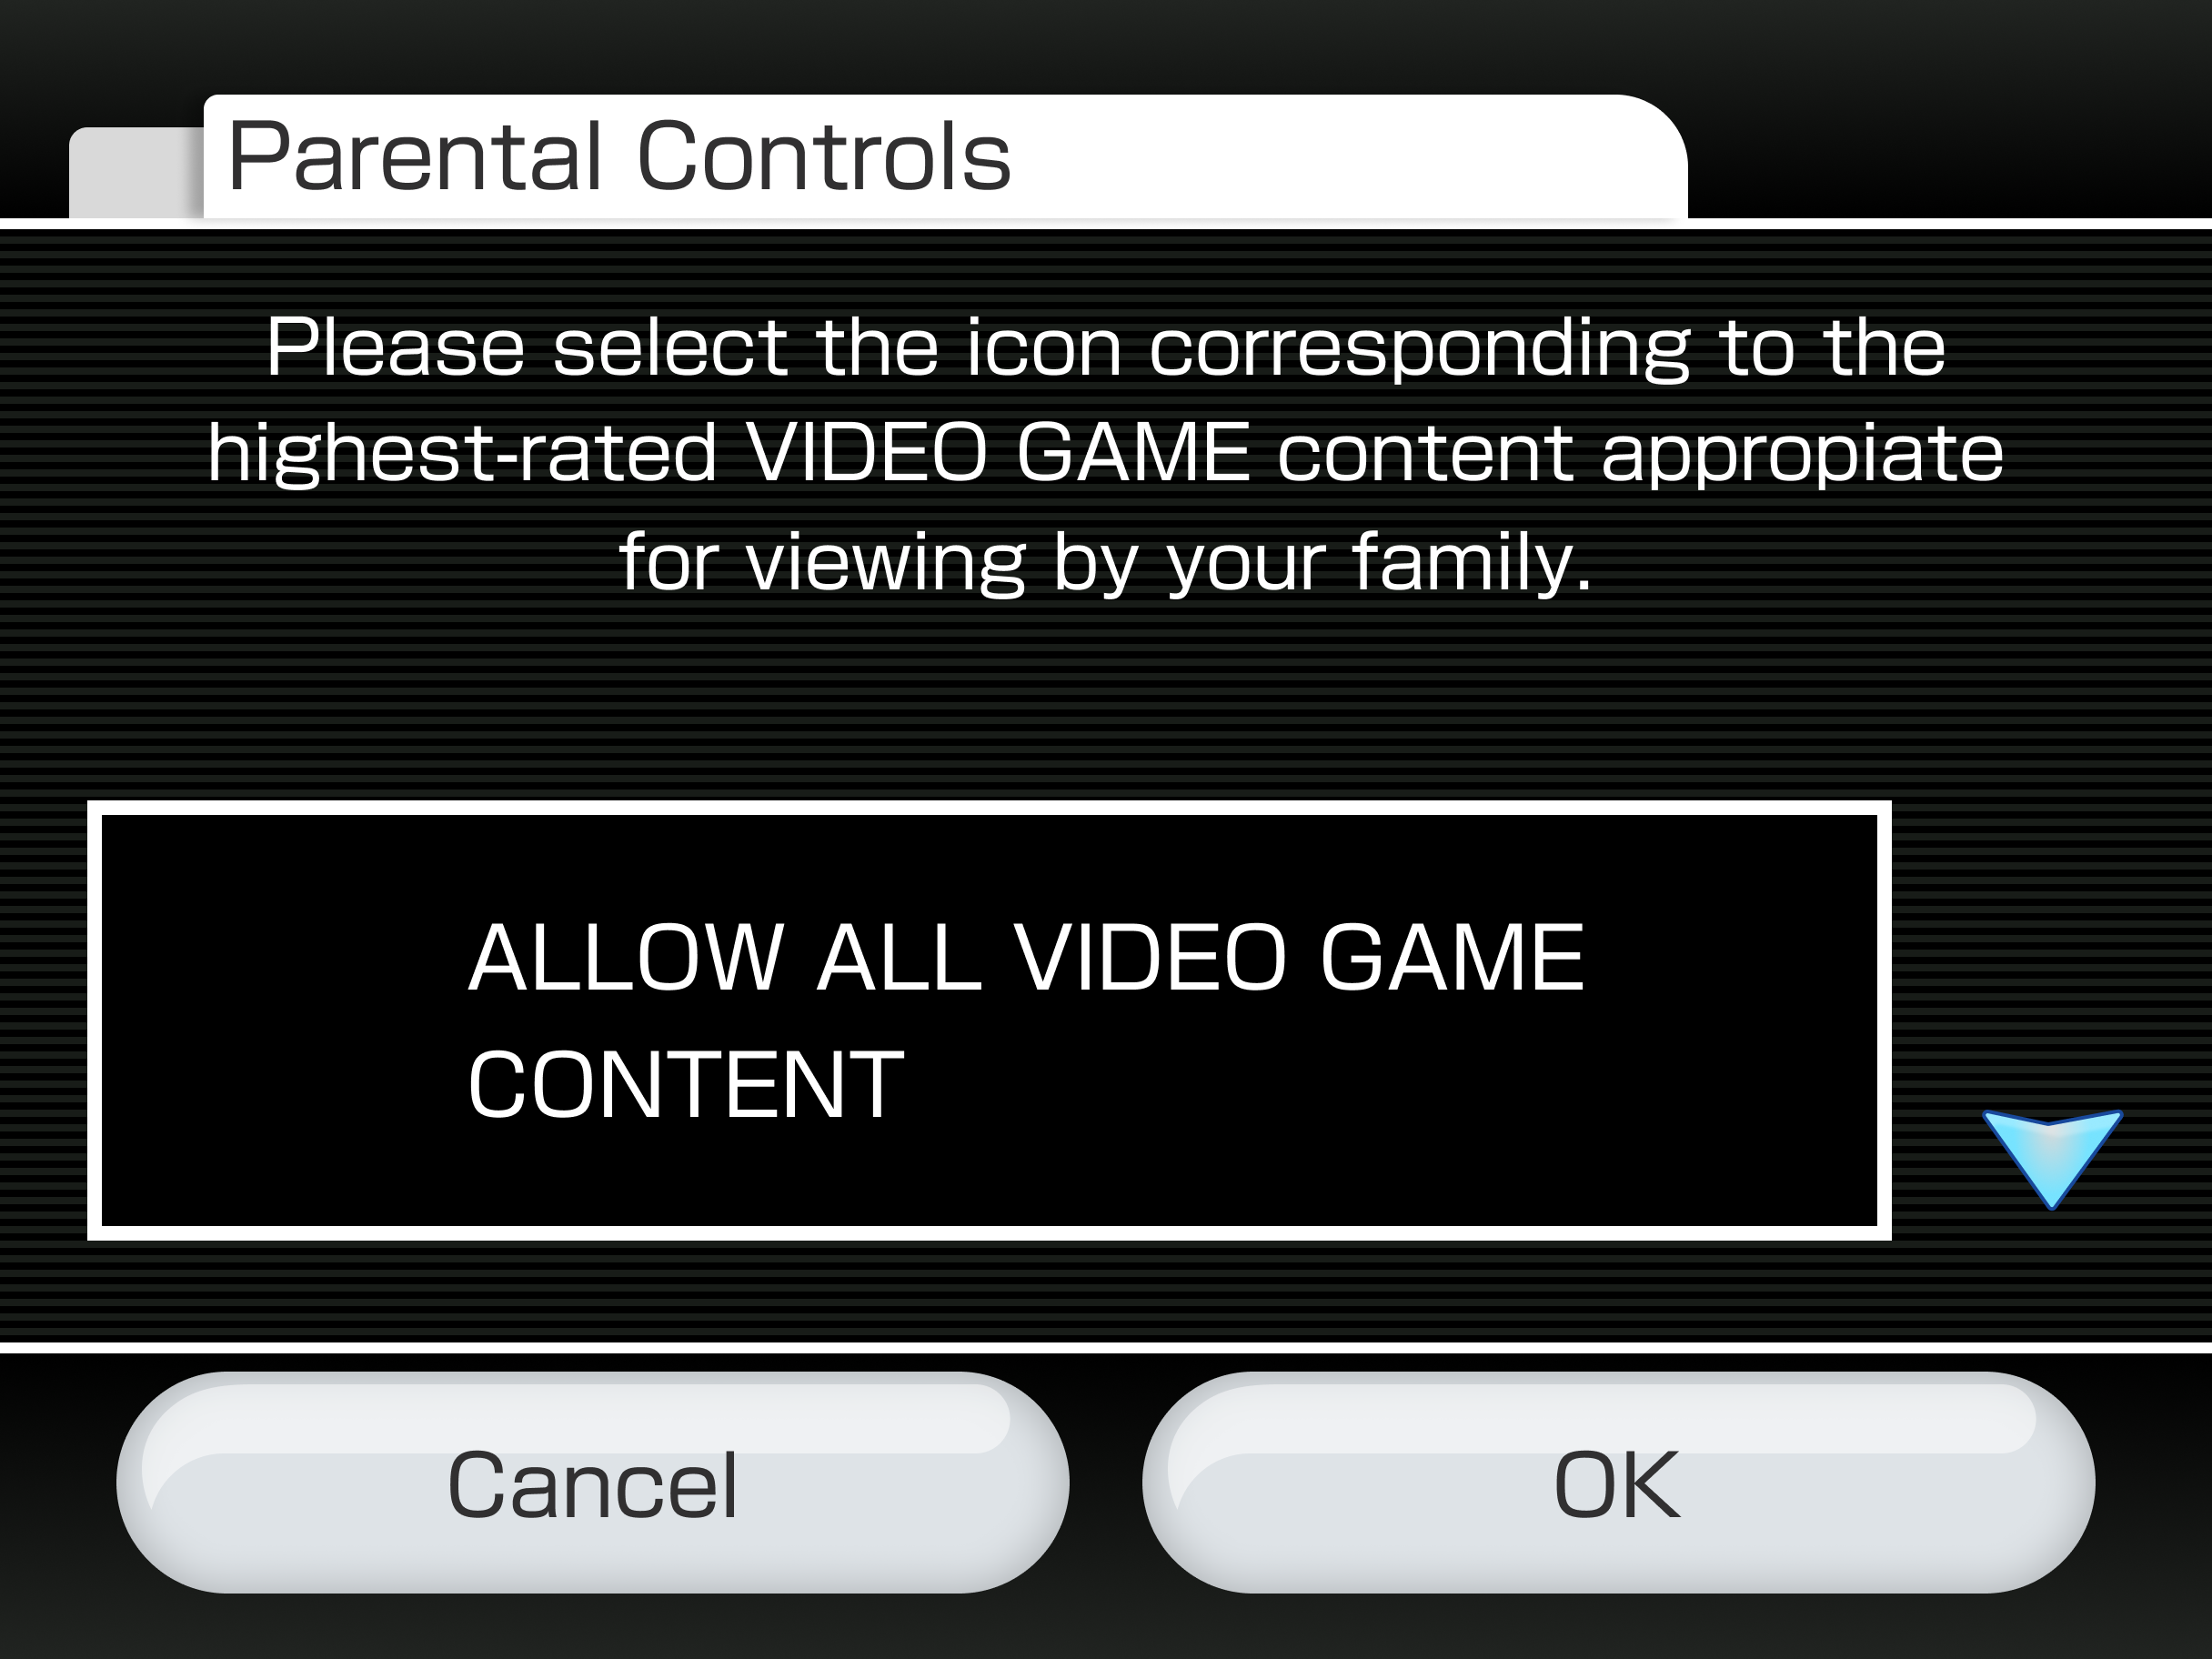 Parental Controls
Please select the icon corresponding to the
highest-rated VIDEO GAME content appropiate
for viewing by your family.
ALLOW ALL VIDEO GAME
CONTENT
Cancel
OK